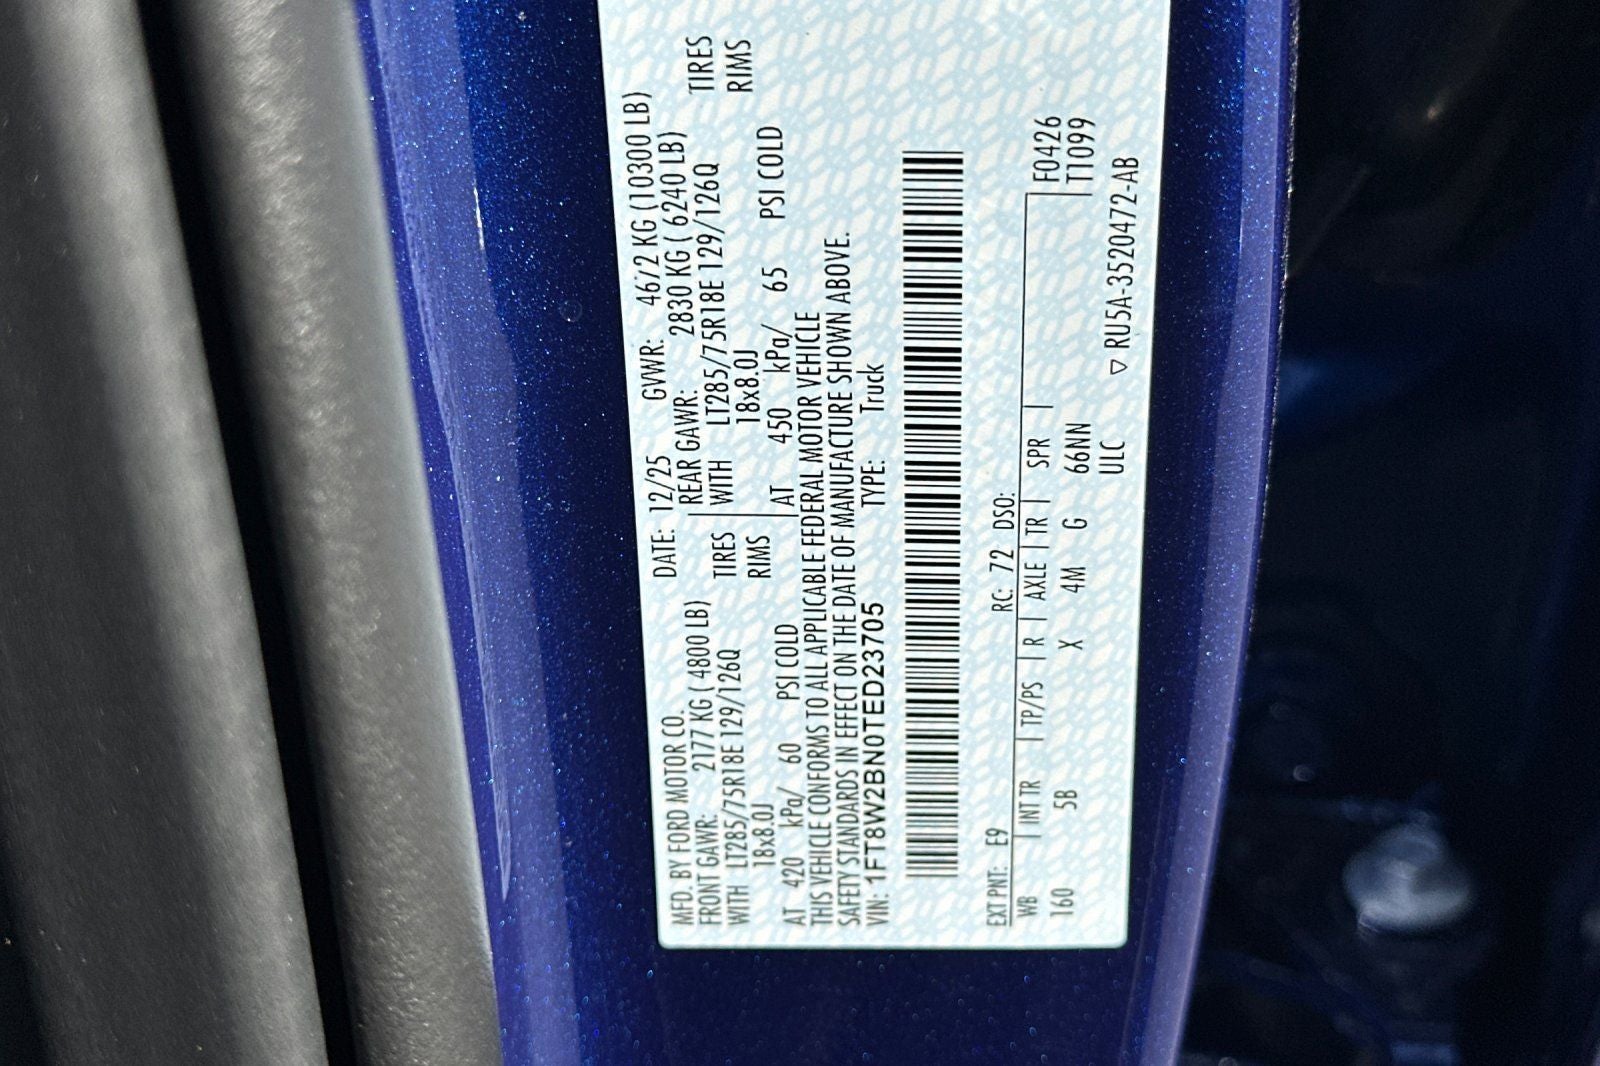 MFD. BY FORD MOTOR CO.
DATE: 12/25 GVWR: 4672 KG (10300 LB)
FRONT GAWR: 2177 KG ( 4800 LB)
REAR GAWR: 2830 KG ( 6240 LB)
WITH LT285/75R18E 129/126Q TIRES
WITH LT285/75R18E 129/126Q TIRES
18x8.0J RIMS
18x8.0J RIMS
AT 420 kPa/ 60 PSI COLD
AT 450 kPa/ 65 PSI COLD
THIS VEHICLE CONFORMS TO ALL APPLICABLE FEDERAL MOTOR VEHICLE
SAFETY STANDARDS IN EFFECT ON THE DATE OF MANUFACTURE SHOWN ABOVE.
VIN: 1FT8W2BN0TED23705 TYPE: Truck
EXT PNT: E9 RC: 72 DSO:
WB | INT TR | TP/PS | R | AXLE | TR | SPR | F0426
160 5B X 4M G 66NN T1099
ULC ▽ RU5A-3520472-AB